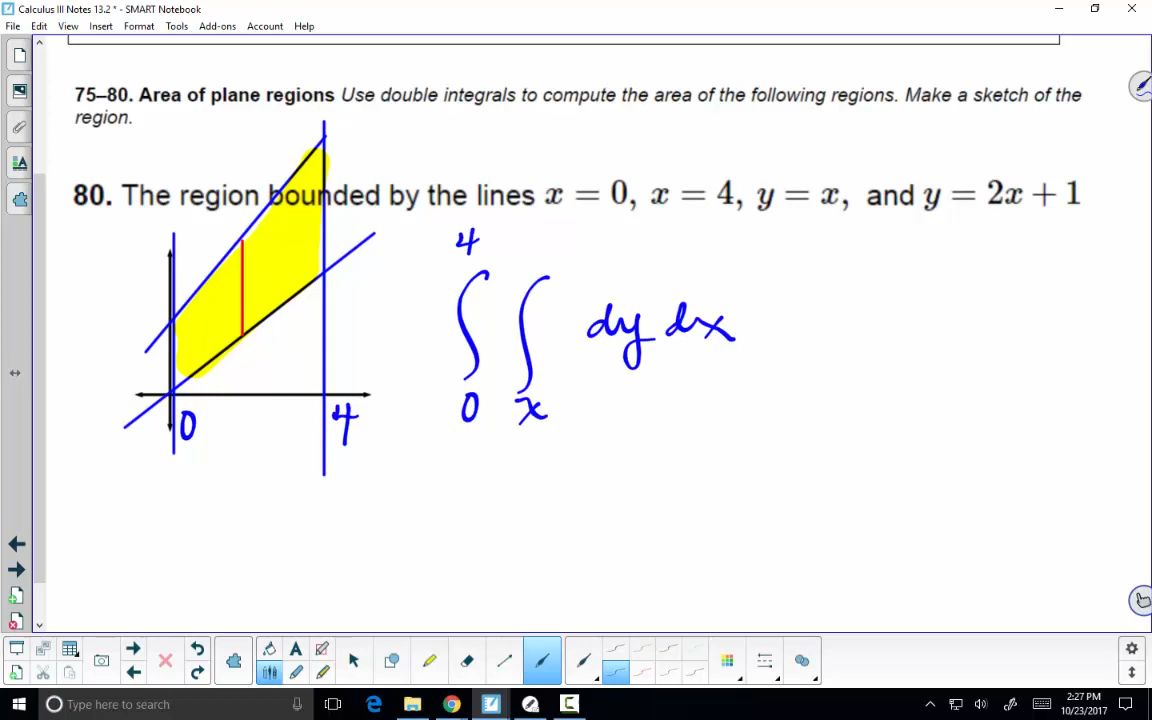 Calculus III Notes 13.2 * - SMART Notebook
File Edit View Insert Format Tools Add-ons Account Help
75–80. Area of plane regions Use double integrals to compute the area of the following regions. Make a sketch of the
region.
80. The region bounded by the lines x = 0, x = 4, y = x, and y = 2x + 1
4
∫ ∫ dy dx
0 x
0 4
Type here to search
2:27 PM
10/23/2017